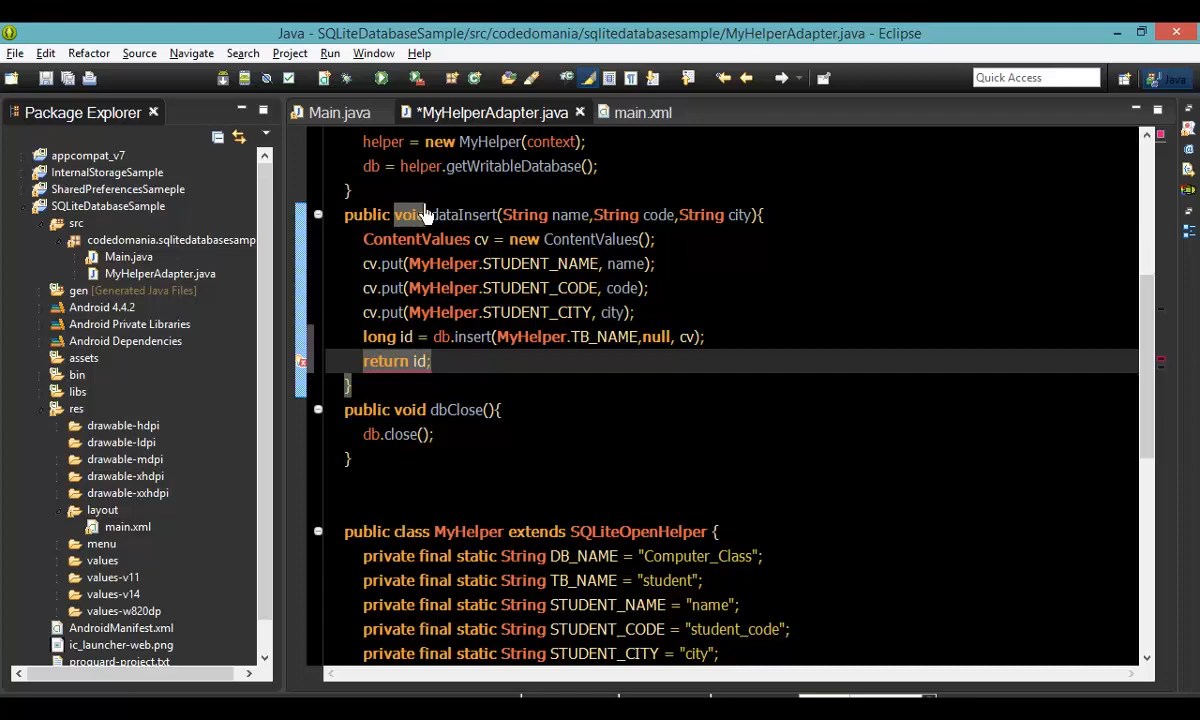 Java - SQLiteDatabaseSample/src/codedomania/sqlitedatabasesample/MyHelperAdapter.java - Eclipse
File Edit Refactor Source Navigate Search Project Run Window Help
Quick Access
Java
Package Explorer
Main.java
*MyHelperAdapter.java
main.xml
appcompat_v7
InternalStorageSample
SharedPreferencesSameple
SQLiteDatabaseSample
src
codedomania.sqlitedatabasesamp
Main.java
MyHelperAdapter.java
gen [Generated Java Files]
Android 4.4.2
Android Private Libraries
Android Dependencies
assets
bin
libs
res
drawable-hdpi
drawable-ldpi
drawable-mdpi
drawable-xhdpi
drawable-xxhdpi
layout
main.xml
menu
values
values-v11
values-v14
values-w820dp
AndroidManifest.xml
ic_launcher-web.png
proguard-project.txt
helper = new MyHelper(context);
db = helper.getWritableDatabase();
}
public void dataInsert(String name,String code,String city){
ContentValues cv = new ContentValues();
cv.put(MyHelper.STUDENT_NAME, name);
cv.put(MyHelper.STUDENT_CODE, code);
cv.put(MyHelper.STUDENT_CITY, city);
long id = db.insert(MyHelper.TB_NAME,null, cv);
return id;
}
public void dbClose(){
db.close();
}
public class MyHelper extends SQLiteOpenHelper {
private final static String DB_NAME = "Computer_Class";
private final static String TB_NAME = "student";
private final static String STUDENT_NAME = "name";
private final static String STUDENT_CODE = "student_code";
private final static String STUDENT_CITY = "city";